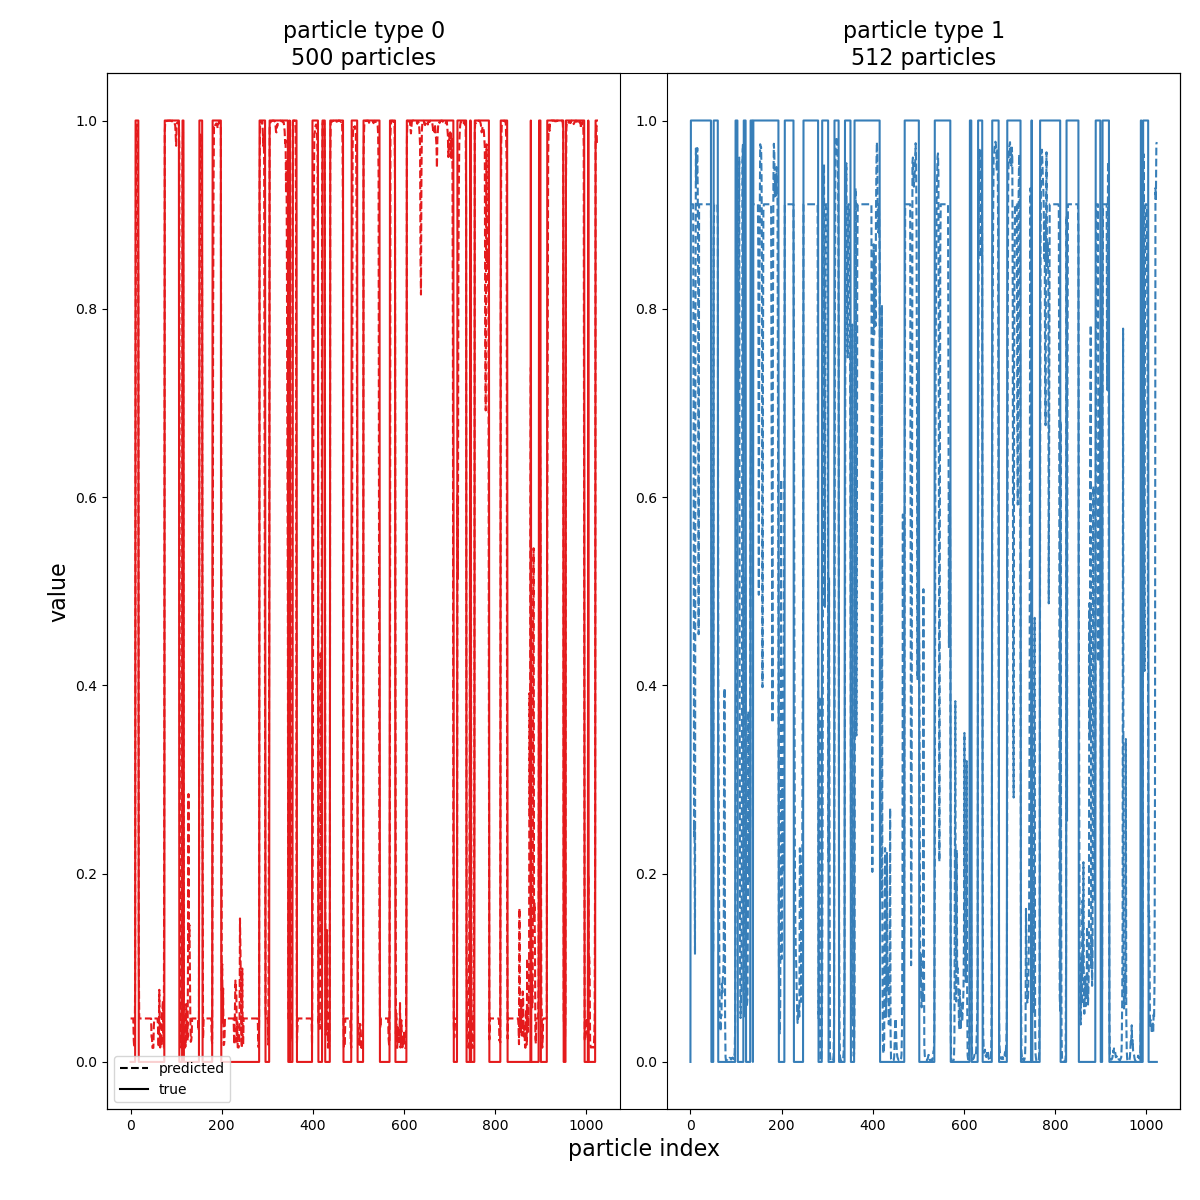 particle type 0
500 particles
particle type 1
512 particles
1.0
0.8
0.6
0.4
0.2
0.0
1.0
0.8
0.6
0.4
0.2
0.0
value
predicted
true
0 200 400 600 800 1000
0 200 400 600 800 1000
particle index